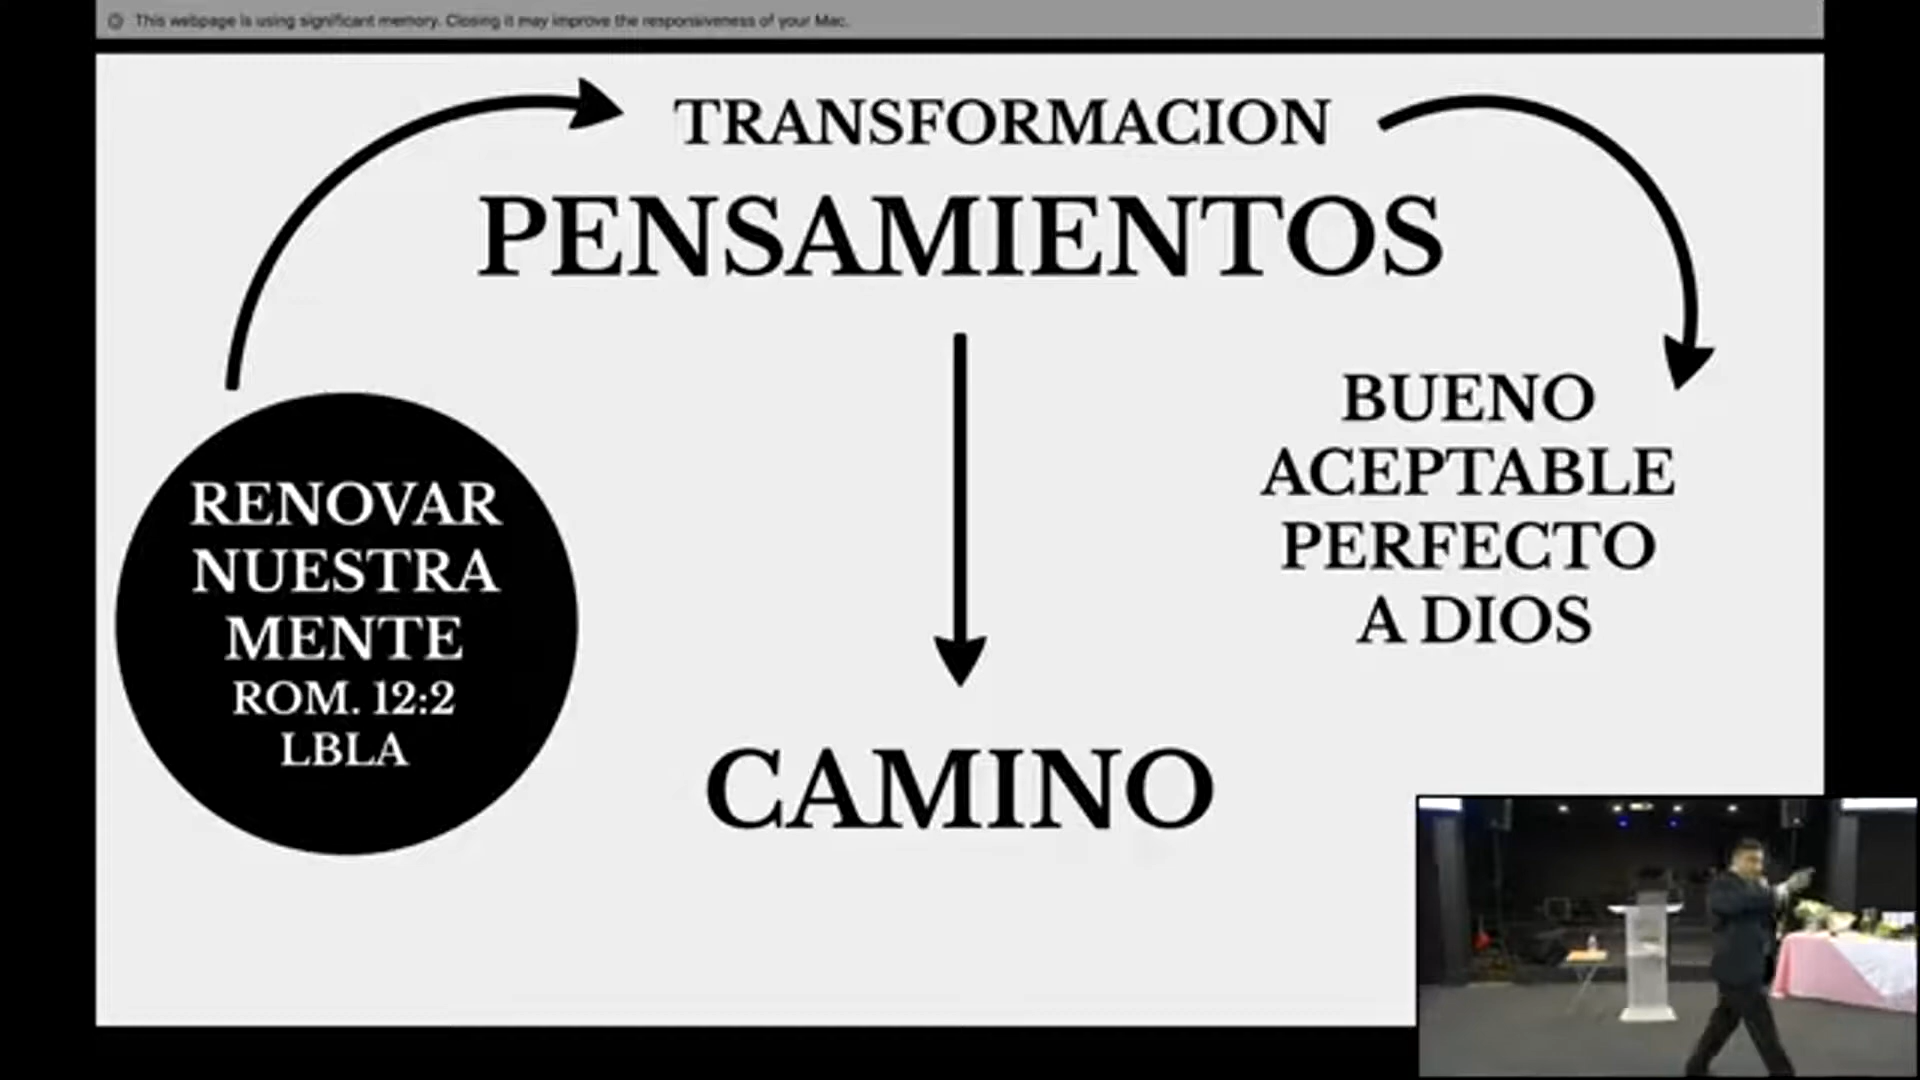 This webpage is using significant memory. Closing it may improve the responsiveness of your Mac.
TRANSFORMACION
PENSAMIENTOS
RENOVAR
NUESTRA
MENTE
ROM. 12:2
LBLA
BUENO
ACEPTABLE
PERFECTO
A DIOS
CAMINO